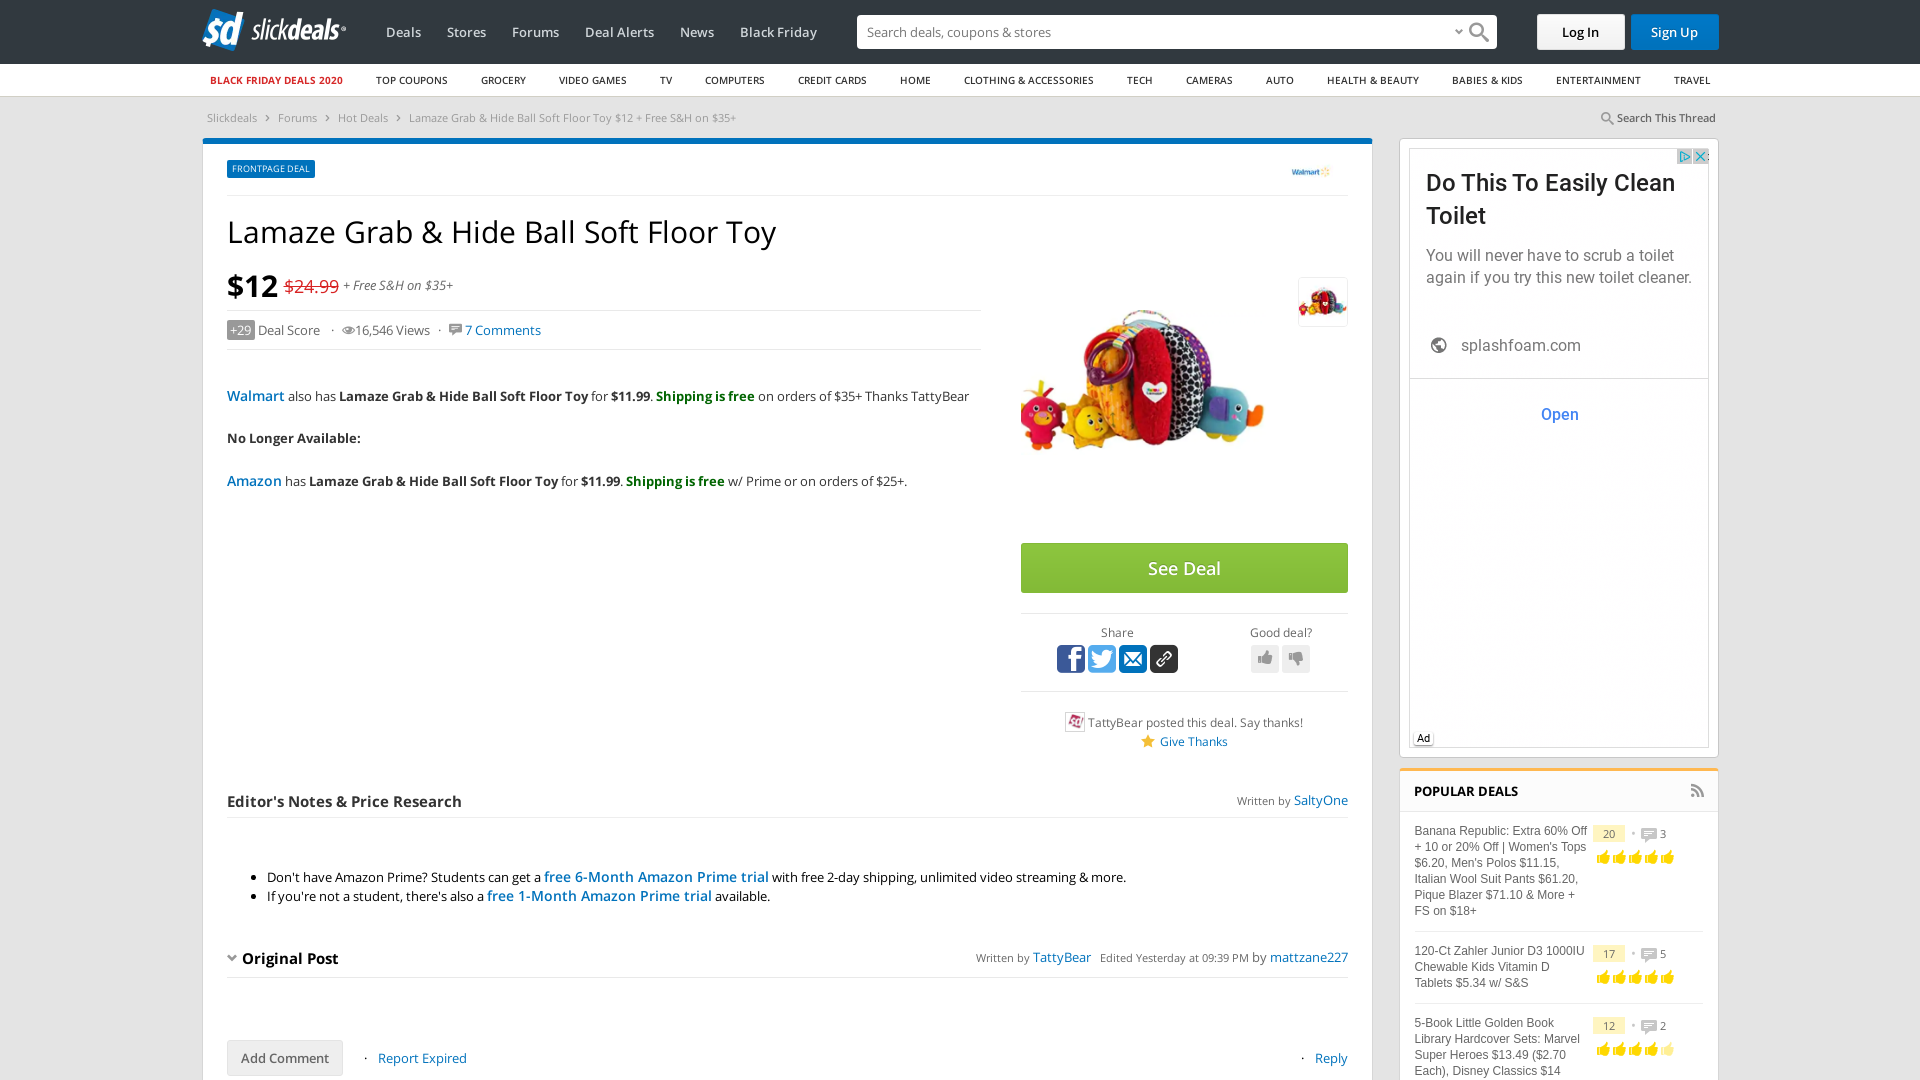 sd slickdeals
Deals Stores Forums Deal Alerts News Black Friday
Search deals, coupons & shops
Log In
Sign Up
BLACK FRIDAY DEALS 2020 TOP COUPONS GROCERY VIDEO GAMES TV COMPUTERS CREDIT CARDS HOME CLOTHING & ACCESSORIES TECH CAMERAS AUTO HEALTH & BEAUTY BABIES & KIDS ENTERTAINMENT TRAVEL
Slickdeals > Forums > Hot Deals > Lamaze Grab & Hide Ball Soft Floor Toy $12 + Free S&H on $35+
Search This Thread
FRONTPAGE DEAL
Walmart
Lamaze Grab & Hide Ball Soft Floor Toy
$12 $24.99 + Free S&H on $35+
+29 Deal Score · 16,546 Views · 7 Comments
Walmart also has Lamaze Grab & Hide Ball Soft Floor Toy for $11.99. Shipping is free on orders of $35+ Thanks TattyBear
No Longer Available:
Amazon has Lamaze Grab & Hide Ball Soft Floor Toy for $11.99. Shipping is free w/ Prime or on orders of $25+.
See Deal
Share
Good deal?
TattyBear posted this deal. Say thanks!
Give Thanks
Editor's Notes & Price Research
Written by SaltyOne
• Don't have Amazon Prime? Students can get a free 6-Month Amazon Prime trial with free 2-day shipping, unlimited video streaming & more.
• If you're not a student, there's also a free 1-Month Amazon Prime trial available.
Original Post
Written by TattyBear Edited Yesterday at 09:39 PM by mattzane227
Add Comment · Report Expired
· Reply
Do This To Easily Clean
Toilet
You will never have to scrub a toilet
again if you try this new toilet cleaner.
splashfoam.com
Open
Ad
POPULAR DEALS
Banana Republic: Extra 60% Off
+ 10 or 20% Off | Women's Tops
$6.20, Men's Polos $11.15,
Italian Wool Suit Pants $61.20,
Pique Blazer $71.10 & More +
FS on $18+
20 • 3
120-Ct Zahler Junior D3 1000IU
Chewable Kids Vitamin D
Tablets $5.34 w/ S&S
17 • 5
5-Book Little Golden Book
Library Hardcover Sets: Marvel
Super Heroes $13.49 ($2.70
Each), Disney Classics $14
12 • 2